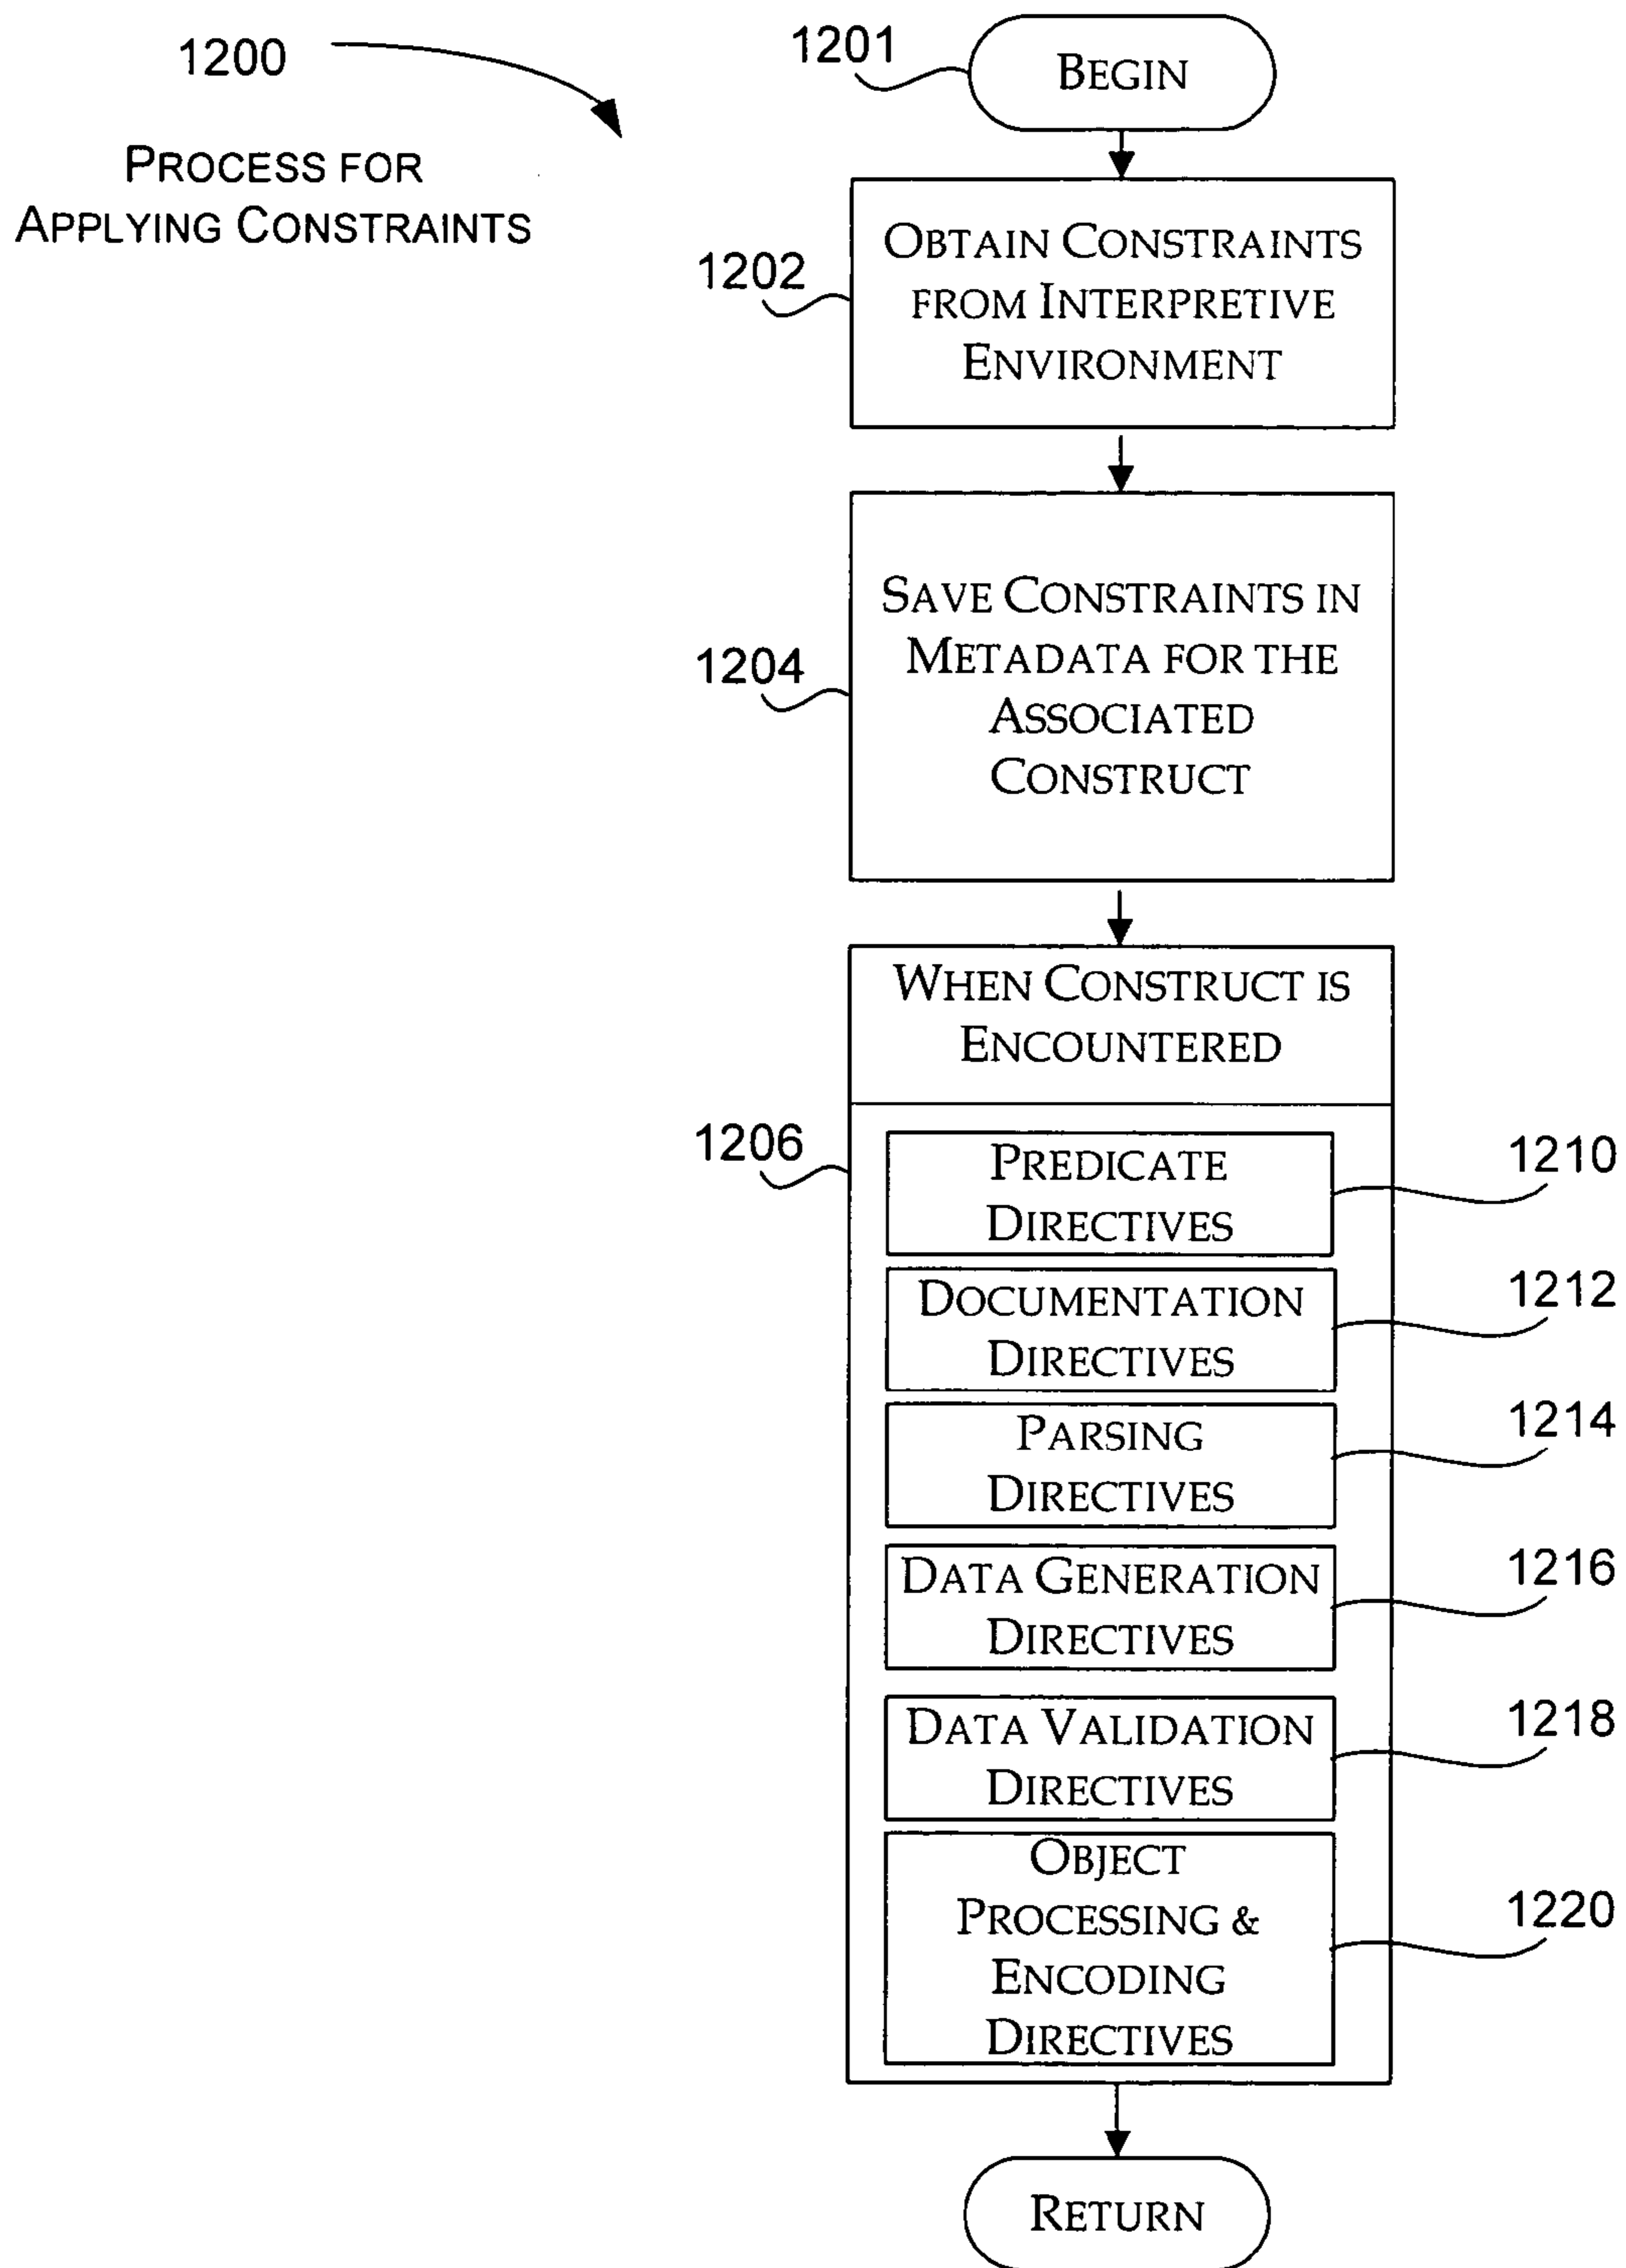 1200
PROCESS FOR
APPLYING CONSTRAINTS
1201
BEGIN
1202
OBTAIN CONSTRAINTS
FROM INTERPRETIVE
ENVIRONMENT
1204
SAVE CONSTRAINTS IN
METADATA FOR THE
ASSOCIATED
CONSTRUCT
WHEN CONSTRUCT IS
ENCOUNTERED
1206
PREDICATE
DIRECTIVES
1210
DOCUMENTATION
DIRECTIVES
1212
PARSING
DIRECTIVES
1214
DATA GENERATION
DIRECTIVES
1216
DATA VALIDATION
DIRECTIVES
1218
OBJECT
PROCESSING &
ENCODING
DIRECTIVES
1220
RETURN